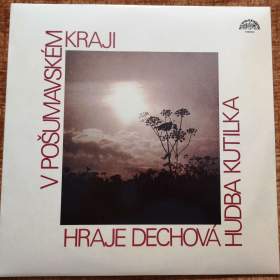 V POŠUMAVSKÉM
KRAJI
HRAJE DECHOVÁ
HUDBA KUTILKA